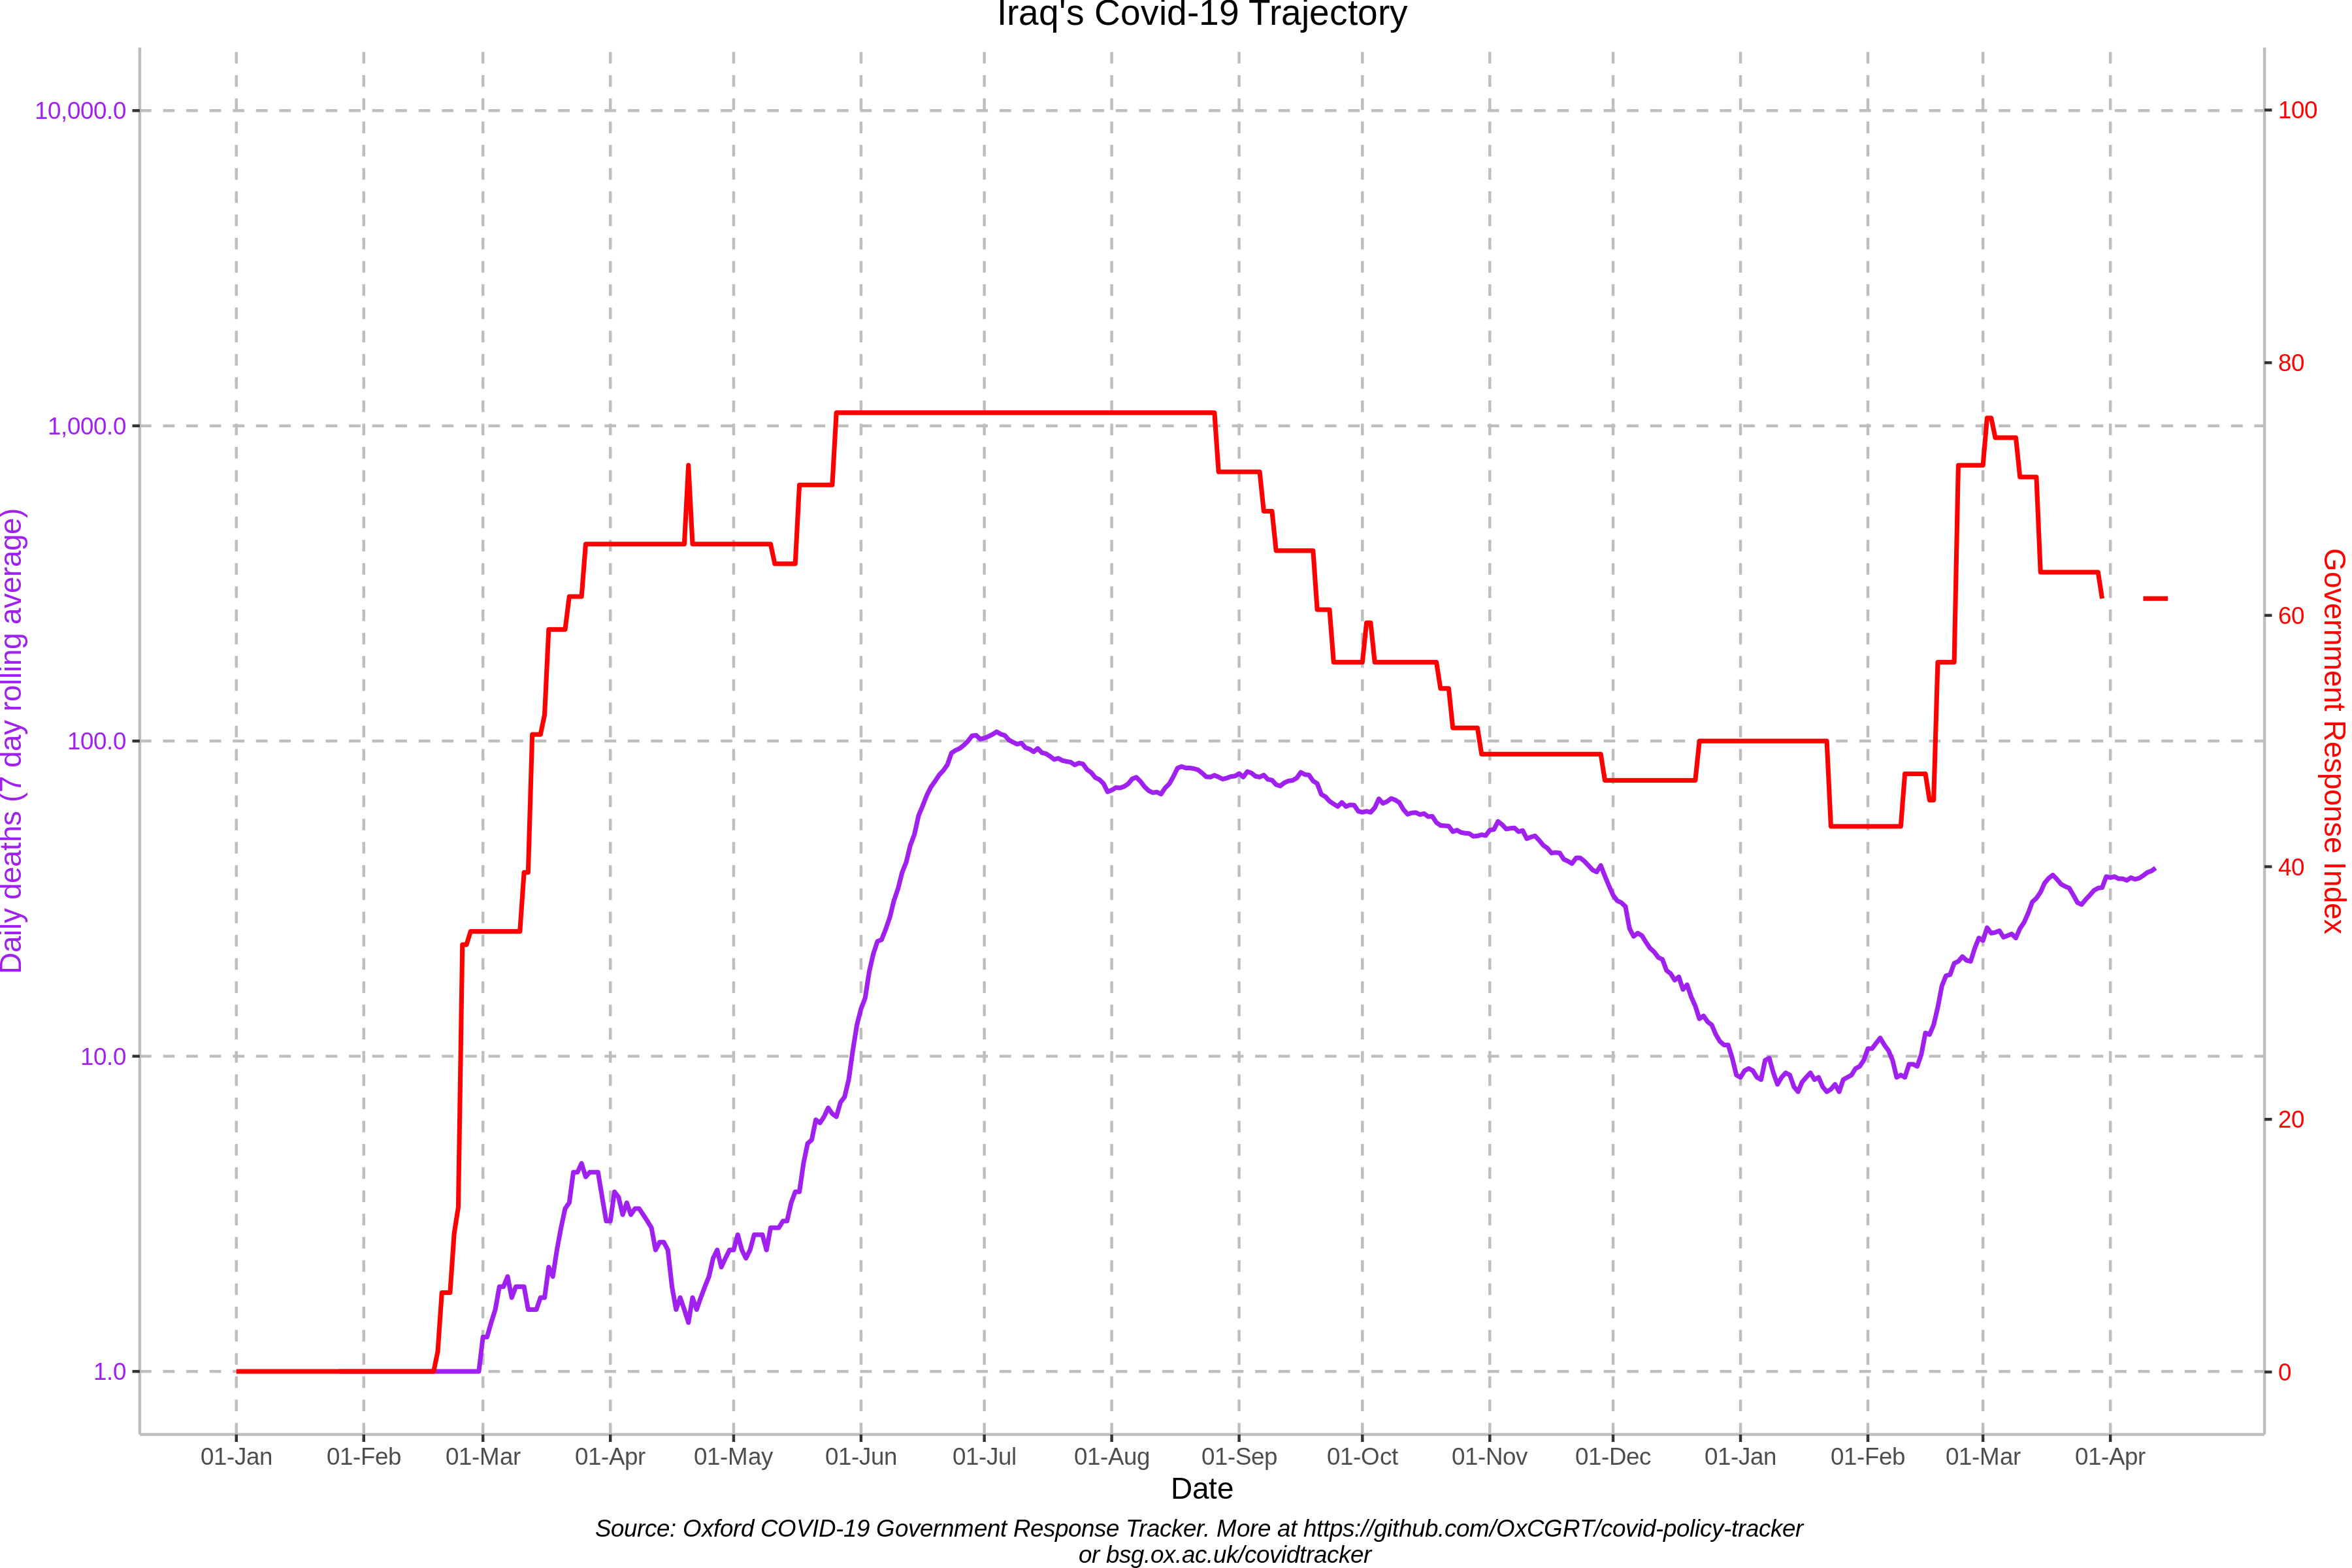 Iraq's Covid-19 Trajectory
10,000.0
1,000.0
100.0
10.0
1.0
Daily deaths (7 day rolling average)
100
80
60
40
20
0
Government Response Index
01-Jan 01-Feb 01-Mar 01-Apr 01-May 01-Jun 01-Jul 01-Aug 01-Sep 01-Oct 01-Nov 01-Dec 01-Jan 01-Feb 01-Mar 01-Apr
Date
Source: Oxford COVID-19 Government Response Tracker. More at https://github.com/OxCGRT/covid-policy-tracker
or bsg.ox.ac.uk/covidtracker